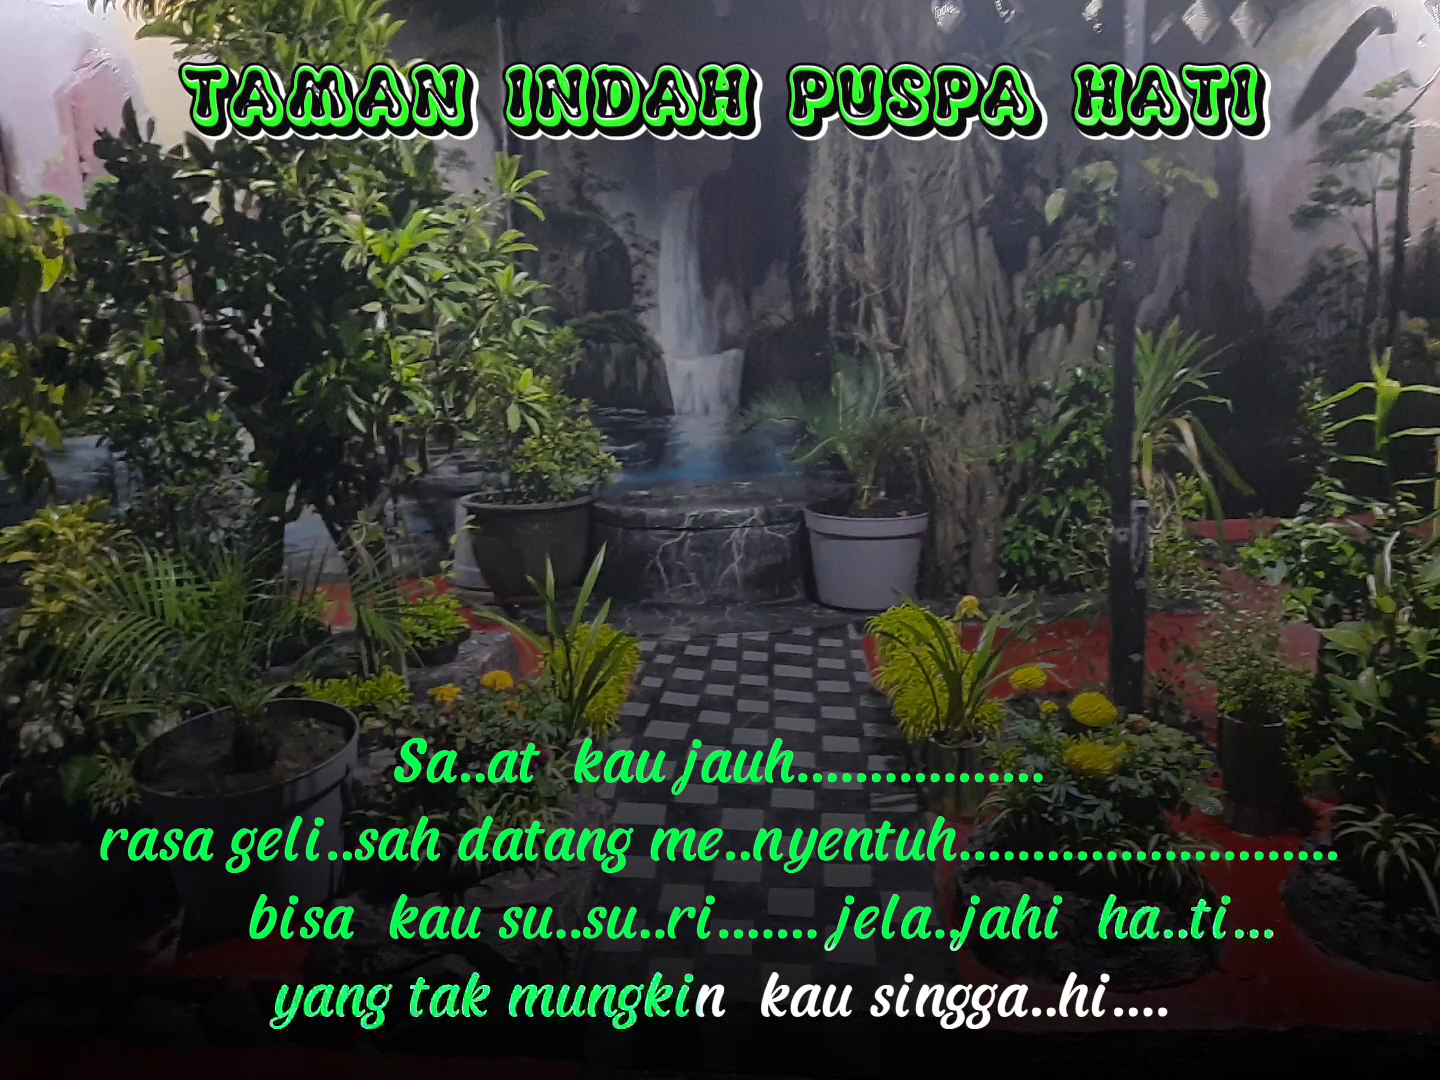 TAMAN INDAH PUSPA HATI
Sa..at kau jauh.................
rasa geli..sah datang me..nyentuh..........................
bisa kau su..su..ri....... jela..jahi ha..ti...
yang tak mungkin kau singga..hi....